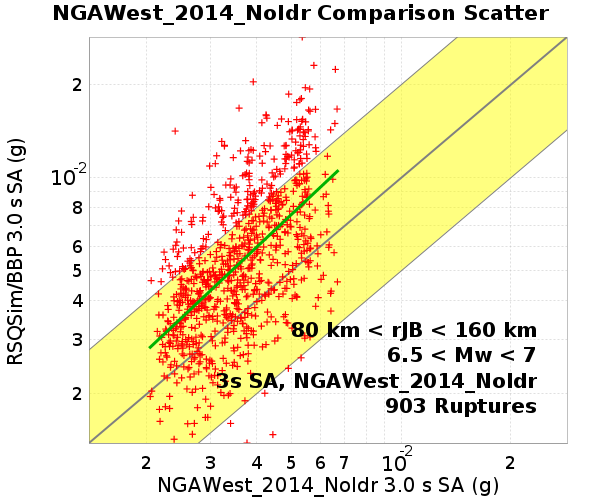 NGAWest_2014_NoIdr Comparison Scatter
RSQSim/BBP 3.0 s SA (g)
2
10^-2
8
6
5
4
3
2
80 km < rJB < 160 km
6.5 < Mw < 7
3s SA, NGAWest_2014_NoIdr
903 Ruptures
2 3 4 5 6 7 10^-2 2
NGAWest_2014_NoIdr 3.0 s SA (g)